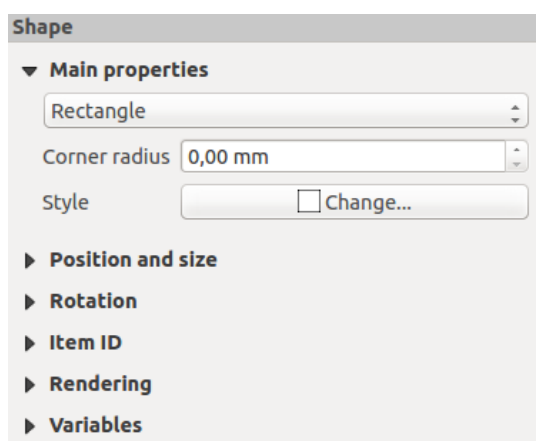 Shape
Main properties
Rectangle
Corner radius 0,00 mm
Style Change...
Position and size
Rotation
Item ID
Rendering
Variables